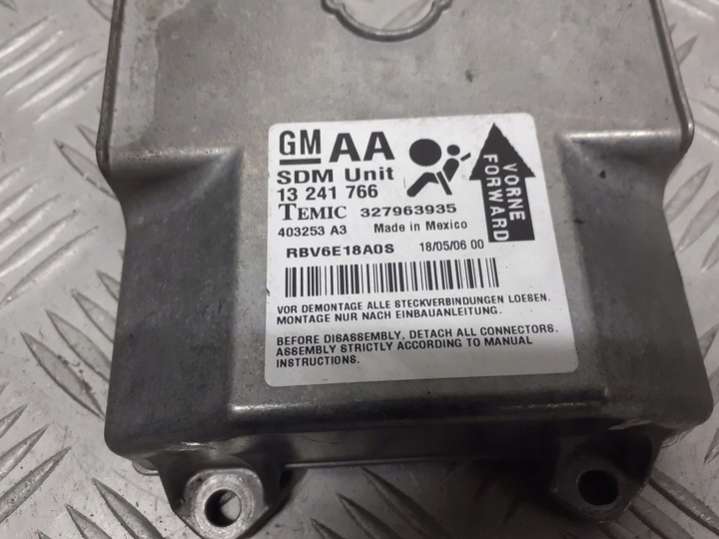 GM AA
SDM Unit
13 241 766
TEMIC 327963935
403253 A3 Made in Mexico
RBV6E18A0S 18/05/06 00
VORNE
FORWARD
VOR DEMONTAGE ALLE STECKVERBINDUNGEN LOESEN.
MONTAGE NUR NACH EINBAUANLEITUNG.
BEFORE DISASSEMBLY, DETACH ALL CONNECTORS.
ASSEMBLY STRICTLY ACCORDING TO MANUAL
INSTRUCTIONS.